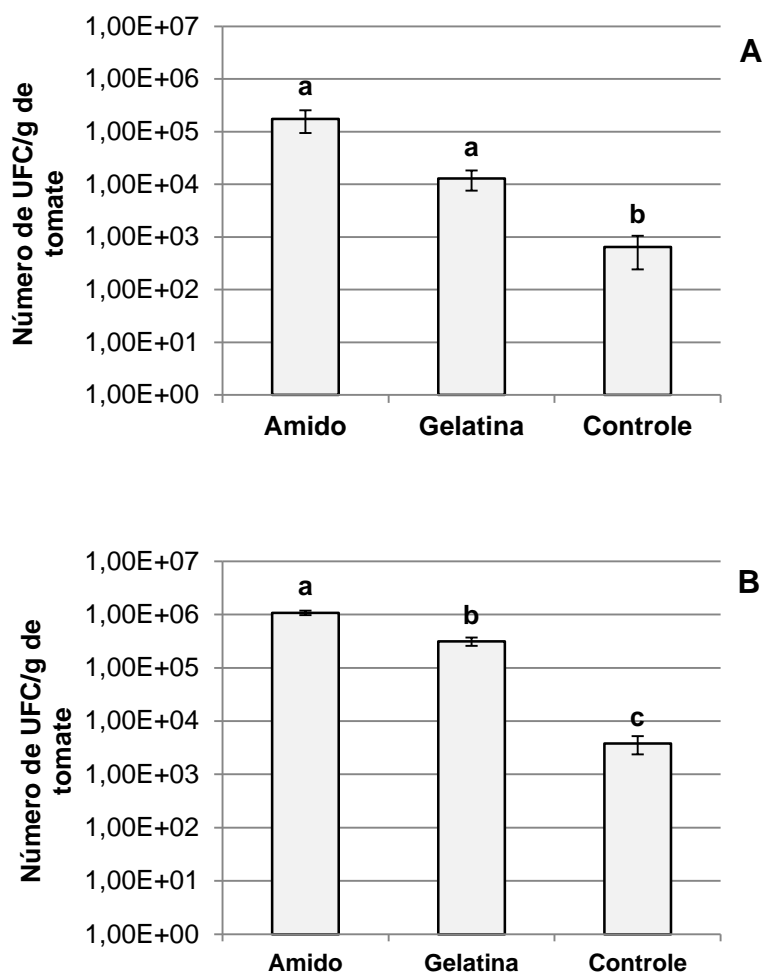 A
Número de UFC/g de
tomate
1,00E+07
1,00E+06
1,00E+05
1,00E+04
1,00E+03
1,00E+02
1,00E+01
1,00E+00
a
a
b
Amido Gelatina Controle
B
Número de UFC/g de
tomate
1,00E+07
1,00E+06
1,00E+05
1,00E+04
1,00E+03
1,00E+02
1,00E+01
1,00E+00
a
b
c
Amido Gelatina Controle